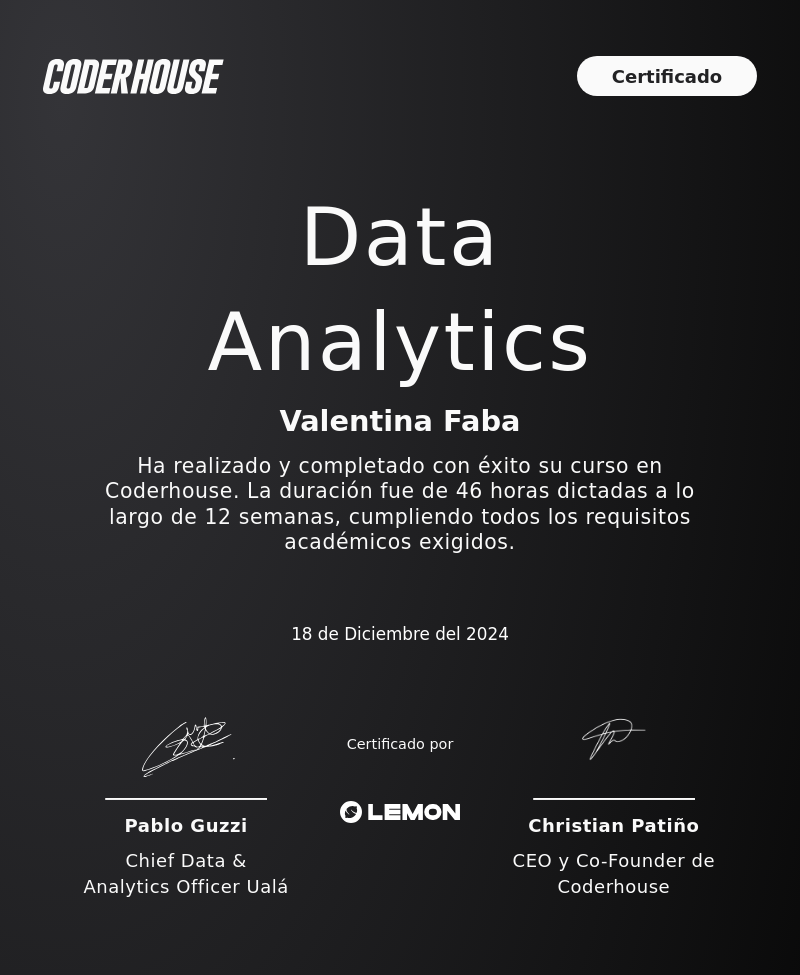 CODERHOUSE
Certificado
Data
Analytics
Valentina Faba
Ha realizado y completado con éxito su curso en
Coderhouse. La duración fue de 46 horas dictadas a lo
largo de 12 semanas, cumpliendo todos los requisitos
académicos exigidos.
18 de Diciembre del 2024
Certificado por
LEMON
Pablo Guzzi
Chief Data &
Analytics Officer Ualá
Christian Patiño
CEO y Co-Founder de
Coderhouse